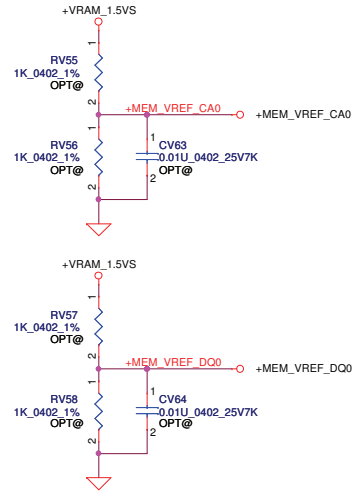 +VRAM_1.5VS
1
RV55
1K_0402_1%
OPT@
2
+MEM_VREF_CA0
+MEM_VREF_CA0
1
RV56
1K_0402_1%
OPT@
2
1
CV63
0.01U_0402_25V7K
OPT@
2
+VRAM_1.5VS
1
RV57
1K_0402_1%
OPT@
2
+MEM_VREF_DQ0
+MEM_VREF_DQ0
1
RV58
1K_0402_1%
OPT@
2
1
CV64
0.01U_0402_25V7K
OPT@
2